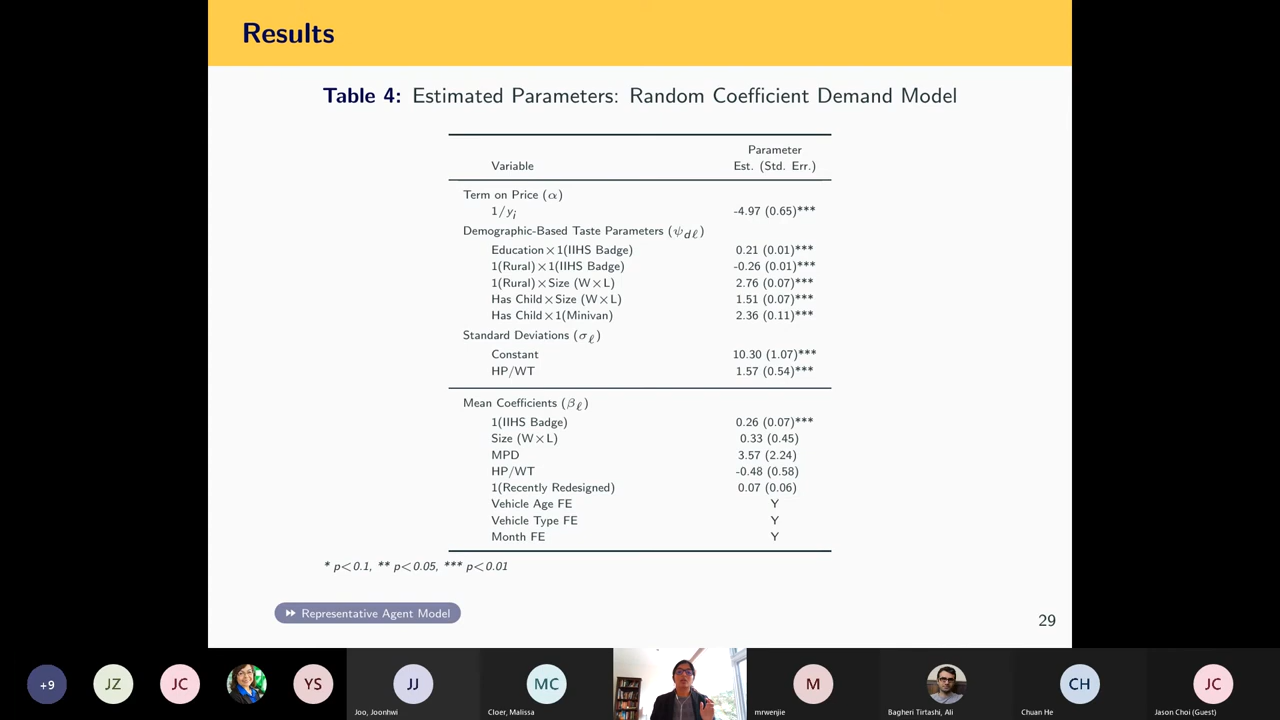 Results
Table 4: Estimated Parameters: Random Coefficient Demand Model
Parameter
Variable Est. (Std. Err.)
Term on Price (α)
1/yᵢ -4.97 (0.65)***
Demographic-Based Taste Parameters (ψ_dℓ)
Education×1(IIHS Badge) 0.21 (0.01)***
1(Rural)×1(IIHS Badge) -0.26 (0.01)***
1(Rural)×Size (W×L) 2.76 (0.07)***
Has Child×Size (W×L) 1.51 (0.07)***
Has Child×1(Minivan) 2.36 (0.11)***
Standard Deviations (σ_ℓ)
Constant 10.30 (1.07)***
HP/WT 1.57 (0.54)***
Mean Coefficients (β_ℓ)
1(IIHS Badge) 0.26 (0.07)***
Size (W×L) 0.33 (0.45)
MPD 3.57 (2.24)
HP/WT -0.48 (0.58)
1(Recently Redesigned) 0.07 (0.06)
Vehicle Age FE Y
Vehicle Type FE Y
Month FE Y
* p<0.1, ** p<0.05, *** p<0.01
Representative Agent Model
29
+9 JZ JC YS JJ MC M CH JC
Joo, Joonhwi Cloer, Malissa mrwenjie Bagheri Tirtashi, Ali Chuan He Jason Choi (Guest)